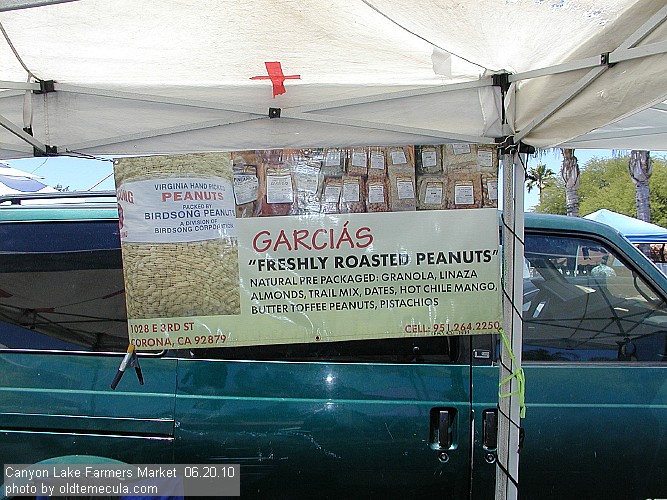 VIRGINIA HAND PICKED
PEANUTS
PACKED BY
BIRDSONG PEANUTS
A DIVISION OF
BIRDSONG CORPORATION
GARCIÁS
"FRESHLY ROASTED PEANUTS"
NATURAL PRE PACKAGED: GRANOLA, LINAZA
ALMONDS, TRAIL MIX, DATES, HOT CHILE MANGO,
BUTTER TOFFEE PEANUTS, PISTACHIOS
1028 E 3RD ST
CORONA, CA 92879
CELL: 951.264.2250
Canyon Lake Farmers Market 06.20.10
photo by oldtemecula.com